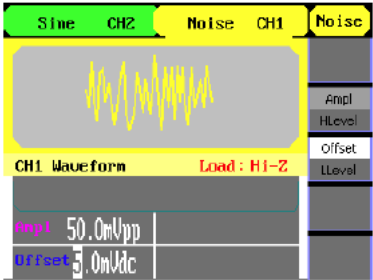 Sine CH2 Noise CH1 Noise
Ampl
HLevel
Offset
LLevel
CH1 Waveform Load: Hi-Z
Ampl 50.0mVpp
Offset 5.0mVdc